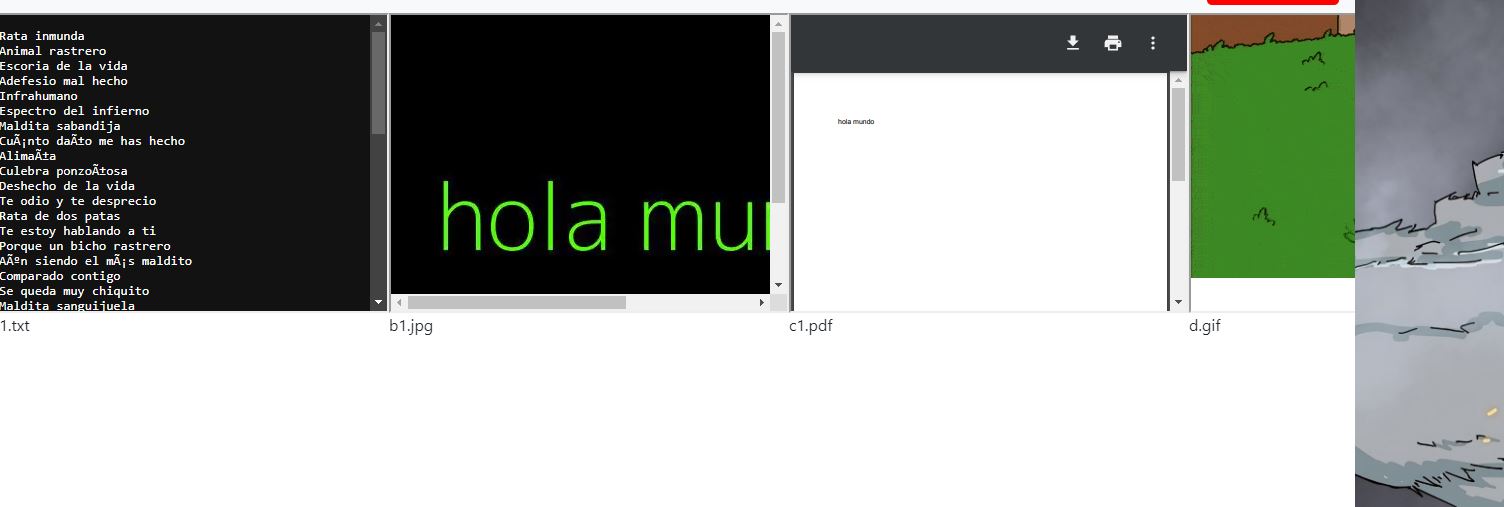 Rata inmunda
Animal rastrero
Escoria de la vida
Adefesio mal hecho
Infrahumano
Espectro del infierno
Maldita sabandija
CuÃ¡nto daÃ±o me has hecho
AlimaÃ±a
Culebra ponzoÃ±osa
Deshecho de la vida
Te odio y te desprecio
Rata de dos patas
Te estoy hablando a ti
Porque un bicho rastrero
AÃºn siendo el mÃ¡s maldito
Comparado contigo
Se queda muy chiquito
Maldita sanguijuela
1.txt
hola mun
b1.jpg
hola mundo
c1.pdf
d.gif